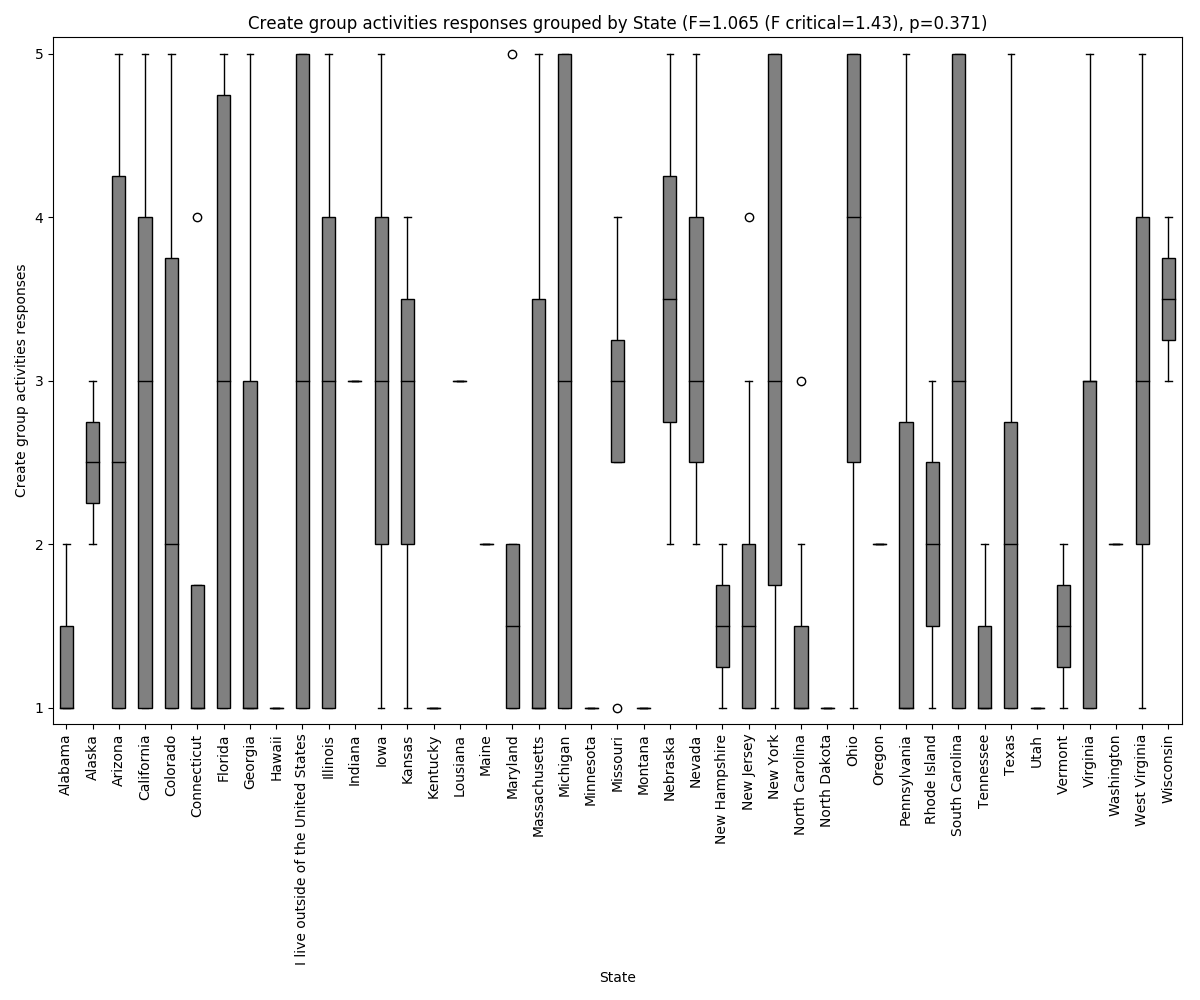 Create group activities responses grouped by State (F=1.065 (F critical=1.43), p=0.371)
Create group activities responses
5
4
3
2
1
Alabama
Alaska
Arizona
California
Colorado
Connecticut
Florida
Georgia
Hawaii
I live outside of the United States
Illinois
Indiana
Iowa
Kansas
Kentucky
Lousiana
Maine
Maryland
Massachusetts
Michigan
Minnesota
Missouri
Montana
Nebraska
Nevada
New Hampshire
New Jersey
New York
North Carolina
North Dakota
Ohio
Oregon
Pennsylvania
Rhode Island
South Carolina
Tennessee
Texas
Utah
Vermont
Virginia
Washington
West Virginia
Wisconsin
State